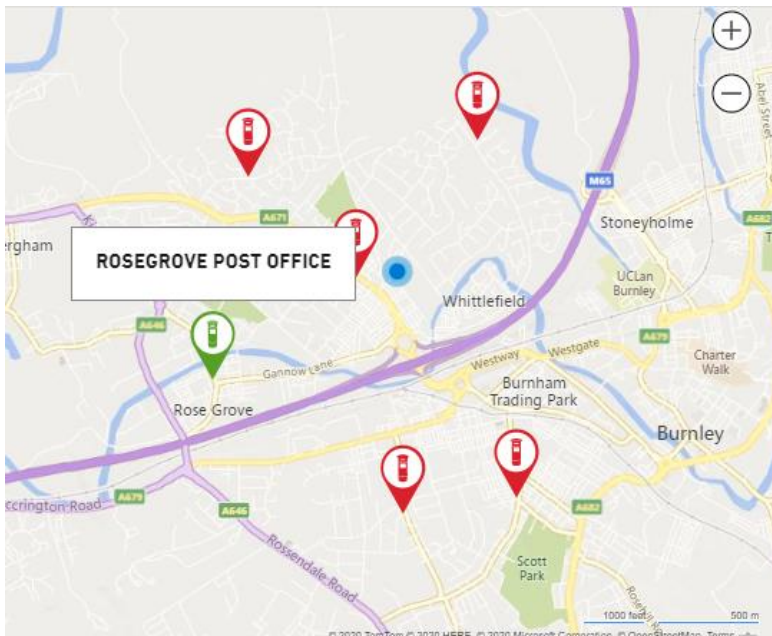 Abel Street
M65
Stoneyholme
A682
A671
ergham
ROSEGROVE POST OFFICE
UCLan
Burnley
Whittlefield
A646
A679
Westway
Westgate
Charter
Walk
Gannow Lane
Burnham
Trading Park
Rose Grove
Burnley
A679
ccrington Road
A646
A682
Rossendale Road
Scott
Park
1000 feet
500 m
© 2020 TomTom © 2020 HERE, © 2020 Microsoft Corporation, © OpenStreetMap, Terms